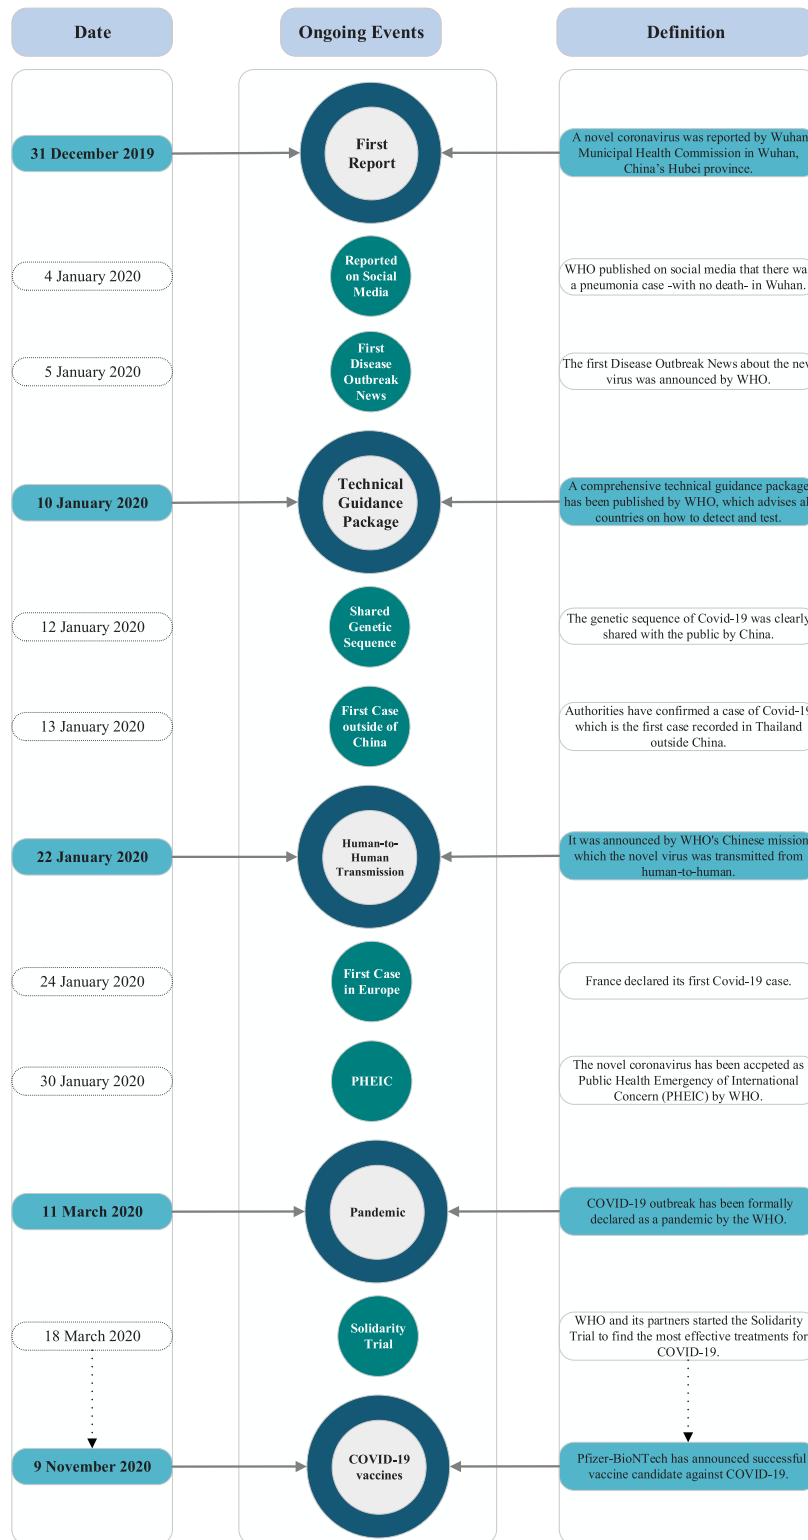 Date
Ongoing Events
Definition
31 December 2019
First
Report
A novel coronavirus was reported by Wuhan
Municipal Health Commission in Wuhan,
China's Hubei province.
4 January 2020
Reported
on Social
Media
WHO published on social media that there wa
a pneumonia case -with no death- in Wuhan.
5 January 2020
First
Disease
Outbreak
News
The first Disease Outbreak News about the new
virus was announced by WHO.
10 January 2020
Technical
Guidance
Package
A comprehensive technical guidance package
has been published by WHO, which advises al
countries on how to detect and test.
12 January 2020
Shared
Genetic
Sequence
The genetic sequence of Covid-19 was clearly
shared with the public by China.
13 January 2020
First Case
outside of
China
Authorities have confirmed a case of Covid-19
which is the first case recorded in Thailand
outside China.
22 January 2020
Human-to-
Human
Transmission
It was announced by WHO's Chinese mission
which the novel virus was transmitted from
human-to-human.
24 January 2020
First Case
in Europe
France declared its first Covid-19 case.
30 January 2020
PHEIC
The novel coronavirus has been accpeted as
Public Health Emergency of International
Concern (PHEIC) by WHO.
11 March 2020
Pandemic
COVID-19 outbreak has been formally
declared as a pandemic by the WHO.
18 March 2020
Solidarity
Trial
WHO and its partners started the Solidarity
Trial to find the most effective treatments for
COVID-19.
9 November 2020
COVID-19
vaccines
Pfizer-BioNTech has announced successful
vaccine candidate against COVID-19.